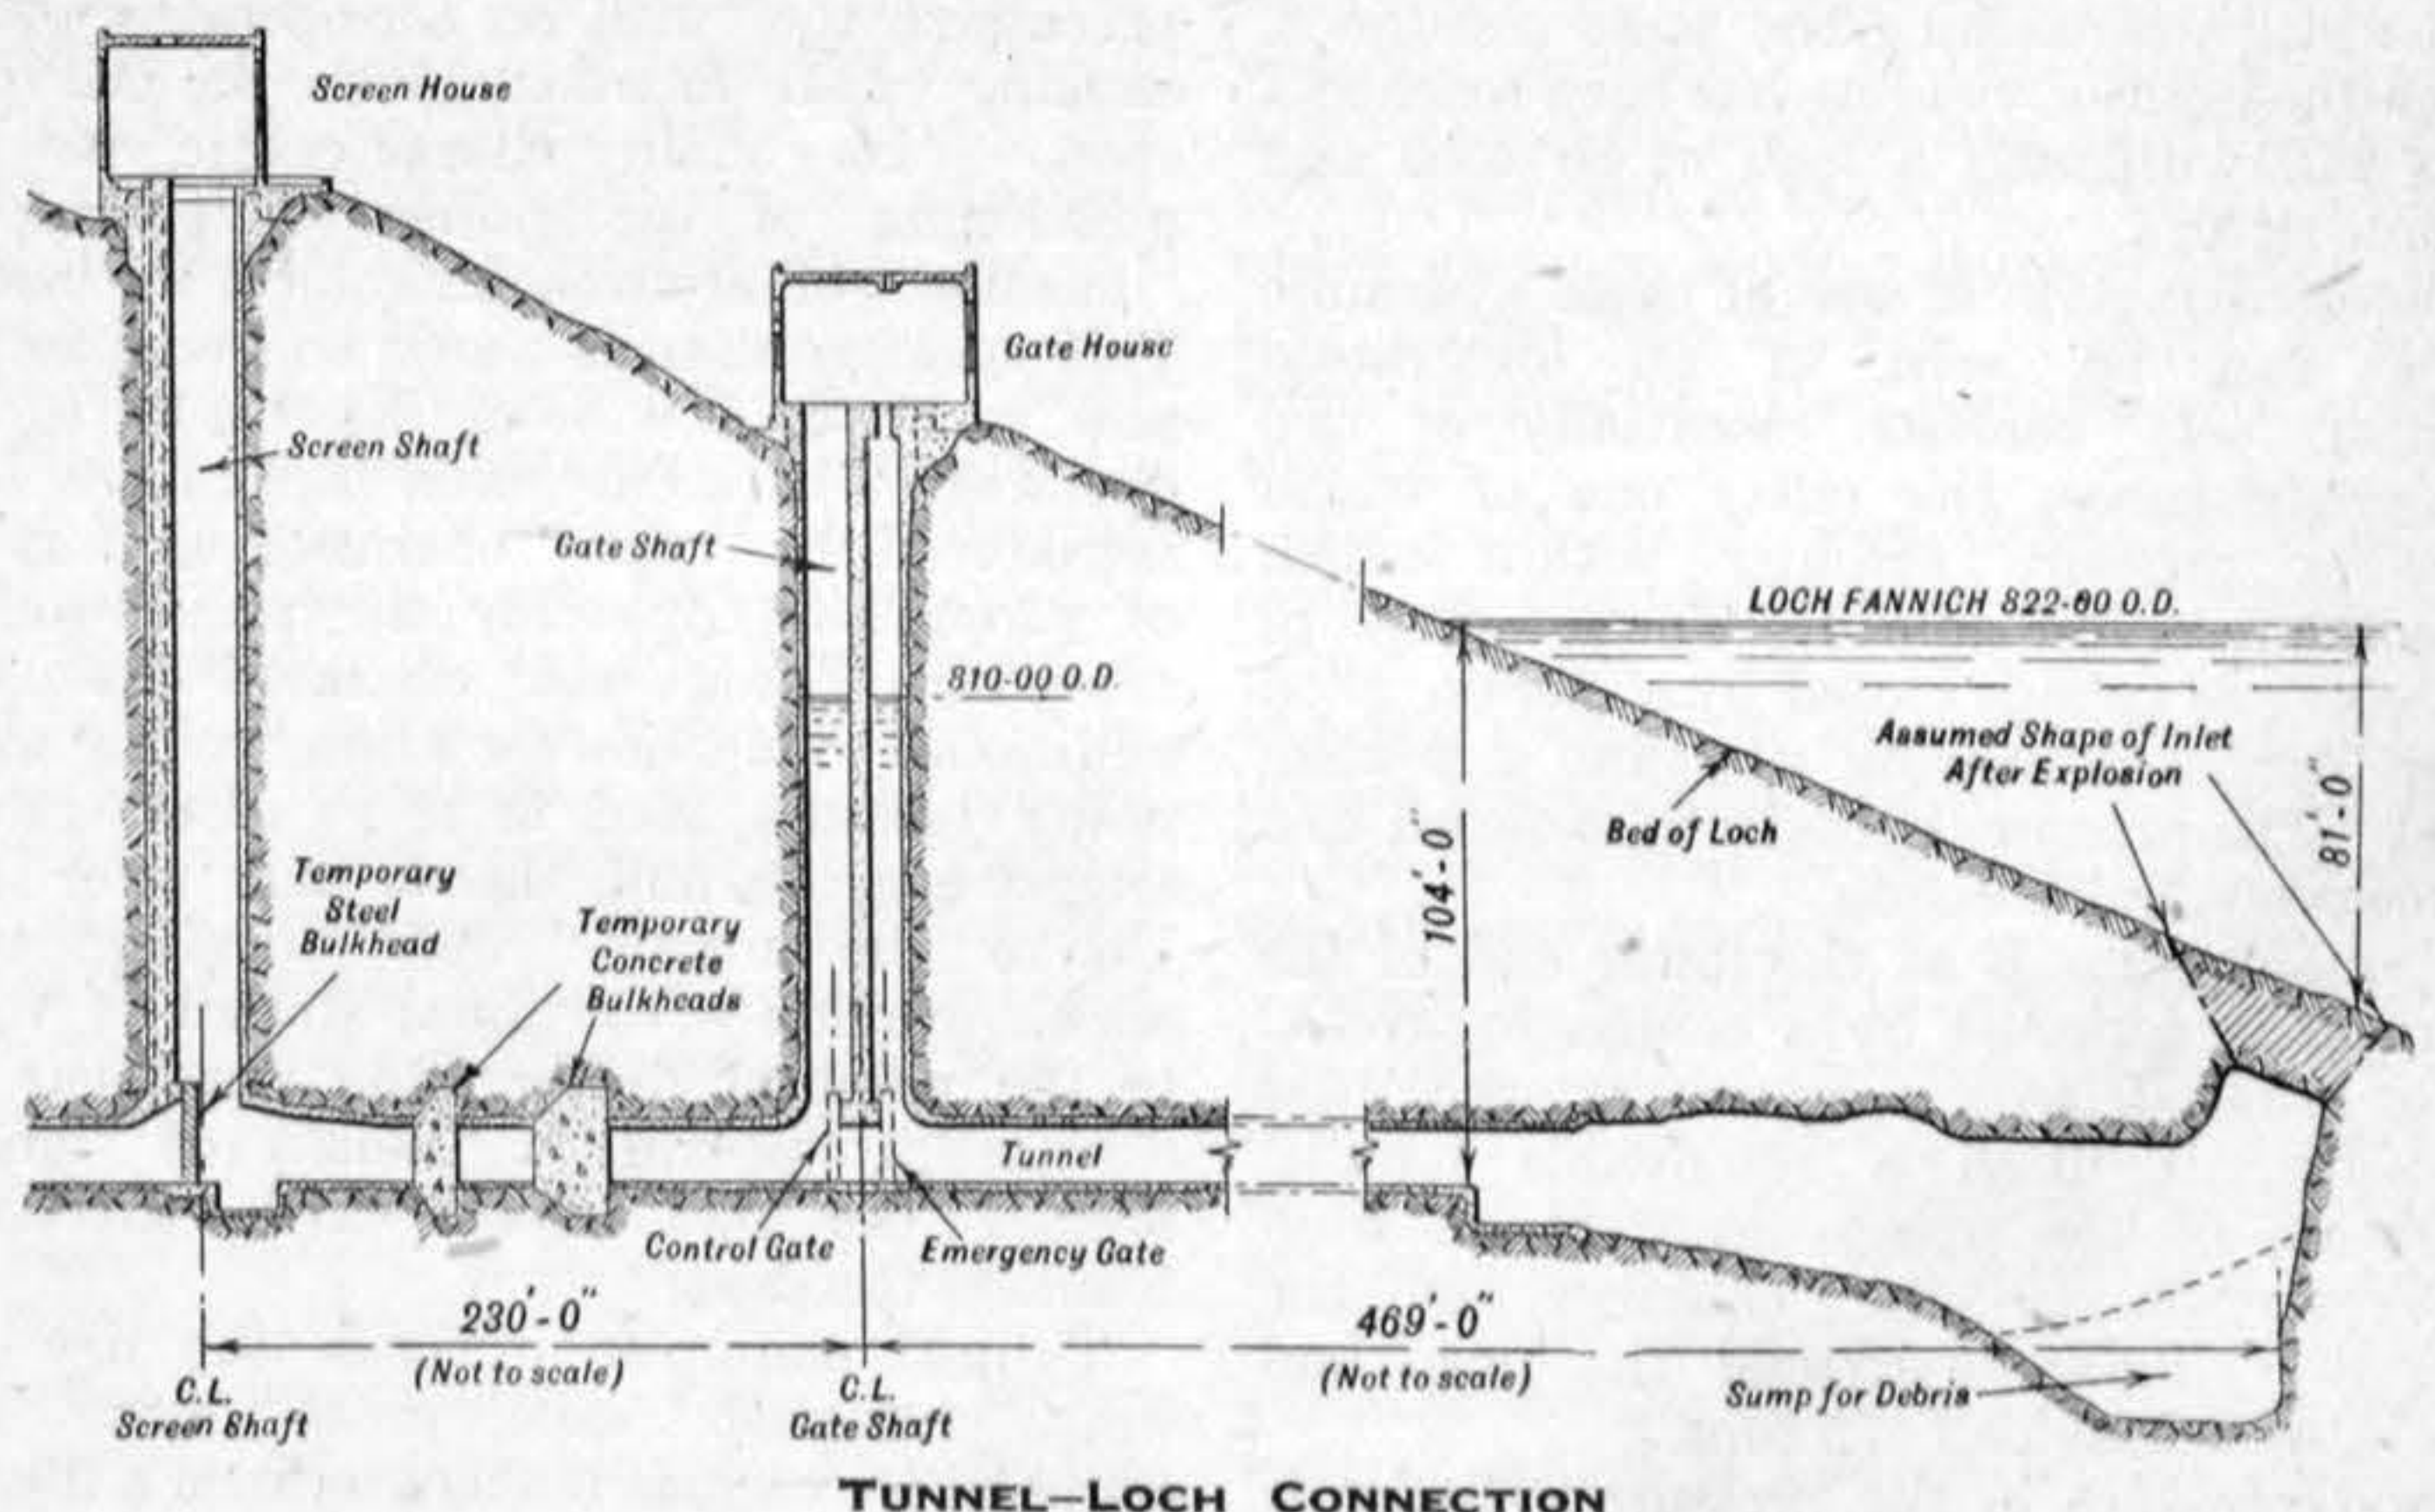 Screen House
Gate House
Screen Shaft
Gate Shaft
LOCH FANNICH 822-00 O.D.
810-00 O.D.
Assumed Shape of Inlet
After Explosion
Bed of Loch
81'-0"
104'-0"
Temporary
Steel
Bulkhead
Temporary
Concrete
Bulkheads
Tunnel
Control Gate
Emergency Gate
230'-0"
(Not to scale)
469'-0"
(Not to scale)
Sump for Debris
C.L.
Screen Shaft
C.L.
Gate Shaft
TUNNEL–LOCH CONNECTION